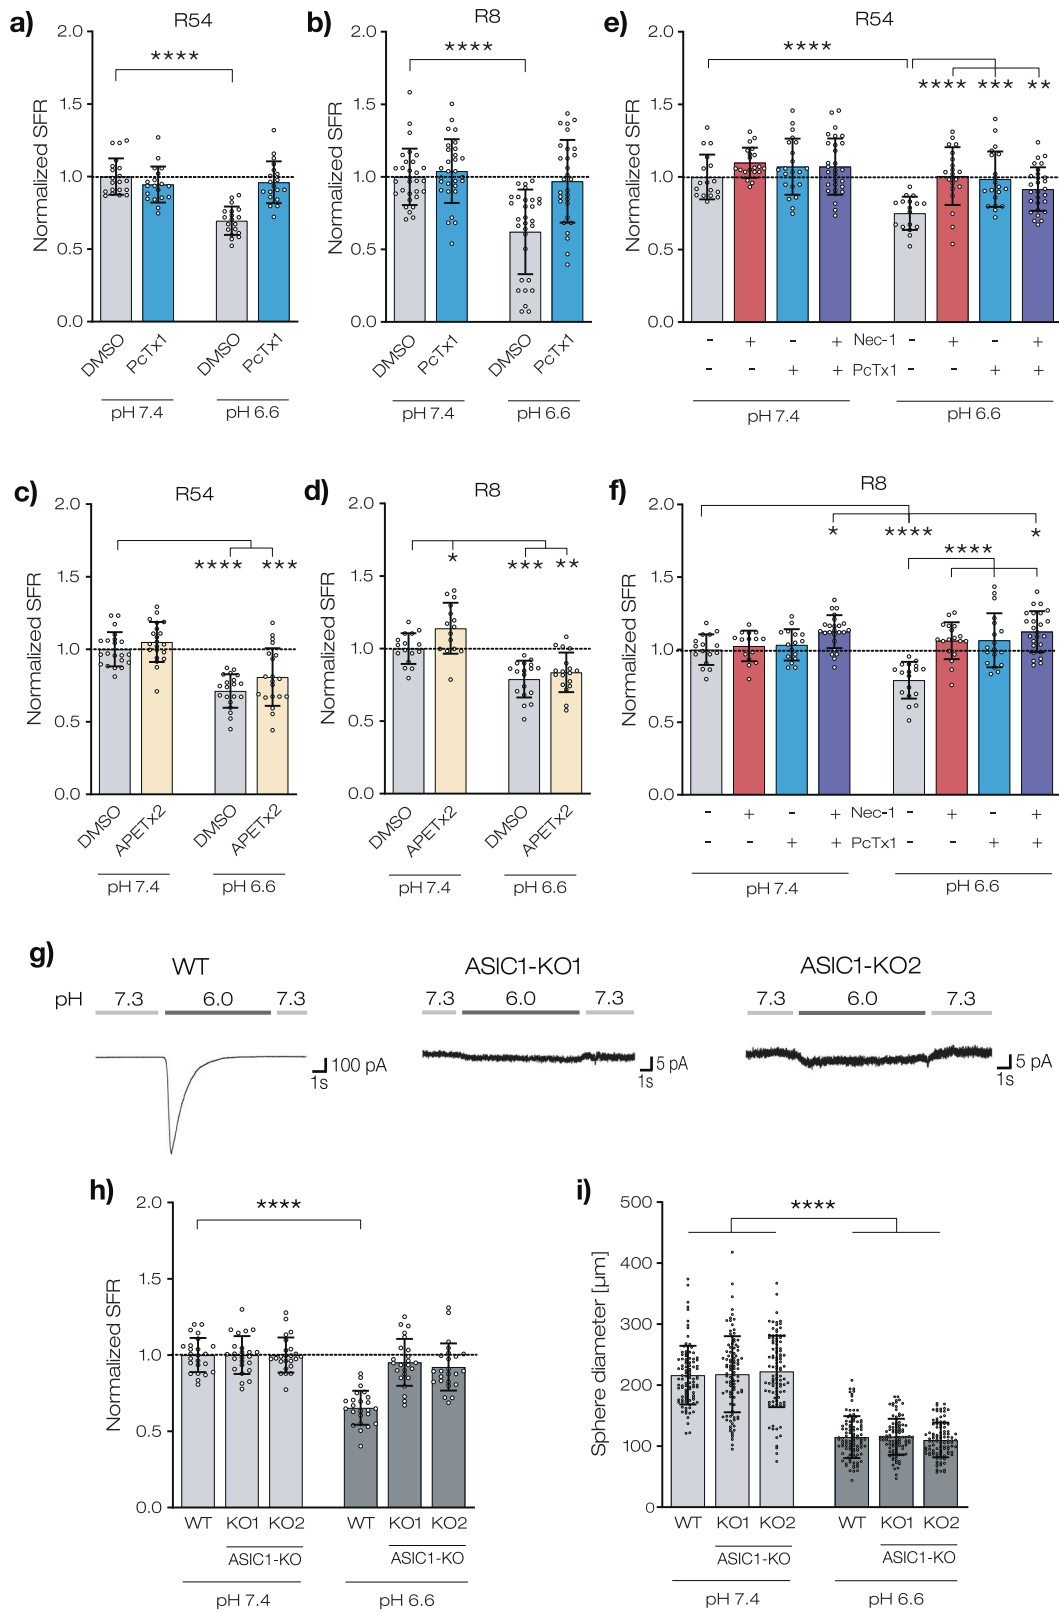 a)
R54
Normalized SFR
2.0
1.5
1.0
0.5
0.0
****
DMSO
PcTx1
DMSO
PcTx1
pH 7.4
pH 6.6
b)
R8
Normalized SFR
2.0
1.5
1.0
0.5
0.0
****
DMSO
PcTx1
DMSO
PcTx1
pH 7.4
pH 6.6
e)
R54
Normalized SFR
2.0
1.5
1.0
0.5
0.0
****
**** *** **
- + - + Nec-1 - + - +
- - + + PcTx1 - - + +
pH 7.4
pH 6.6
c)
R54
Normalized SFR
2.0
1.5
1.0
0.5
0.0
**** ***
DMSO
APETx2
DMSO
APETx2
pH 7.4
pH 6.6
d)
R8
Normalized SFR
2.0
1.5
1.0
0.5
0.0
* *** **
DMSO
APETx2
DMSO
APETx2
pH 7.4
pH 6.6
f)
R8
Normalized SFR
2.0
1.5
1.0
0.5
0.0
* **** *
****
- + - + Nec-1 - + - +
- - + + PcTx1 - - + +
pH 7.4
pH 6.6
g)
WT
ASIC1-KO1
ASIC1-KO2
pH 7.3 6.0 7.3
7.3 6.0 7.3
7.3 6.0 7.3
100 pA
1s
5 pA
1s
5 pA
1s
h)
Normalized SFR
2.0
1.5
1.0
0.5
0.0
****
WT KO1 KO2 WT KO1 KO2
ASIC1-KO ASIC1-KO
pH 7.4 pH 6.6
i)
Sphere diameter [µm]
500
400
300
200
100
0
****
WT KO1 KO2 WT KO1 KO2
ASIC1-KO ASIC1-KO
pH 7.4 pH 6.6